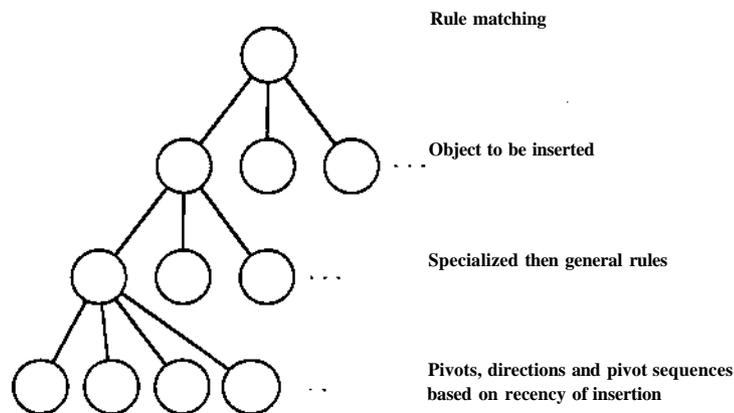 Rule matching
Object to be inserted
Specialized then general rules
Pivots, directions and pivot sequences
based on recency of insertion